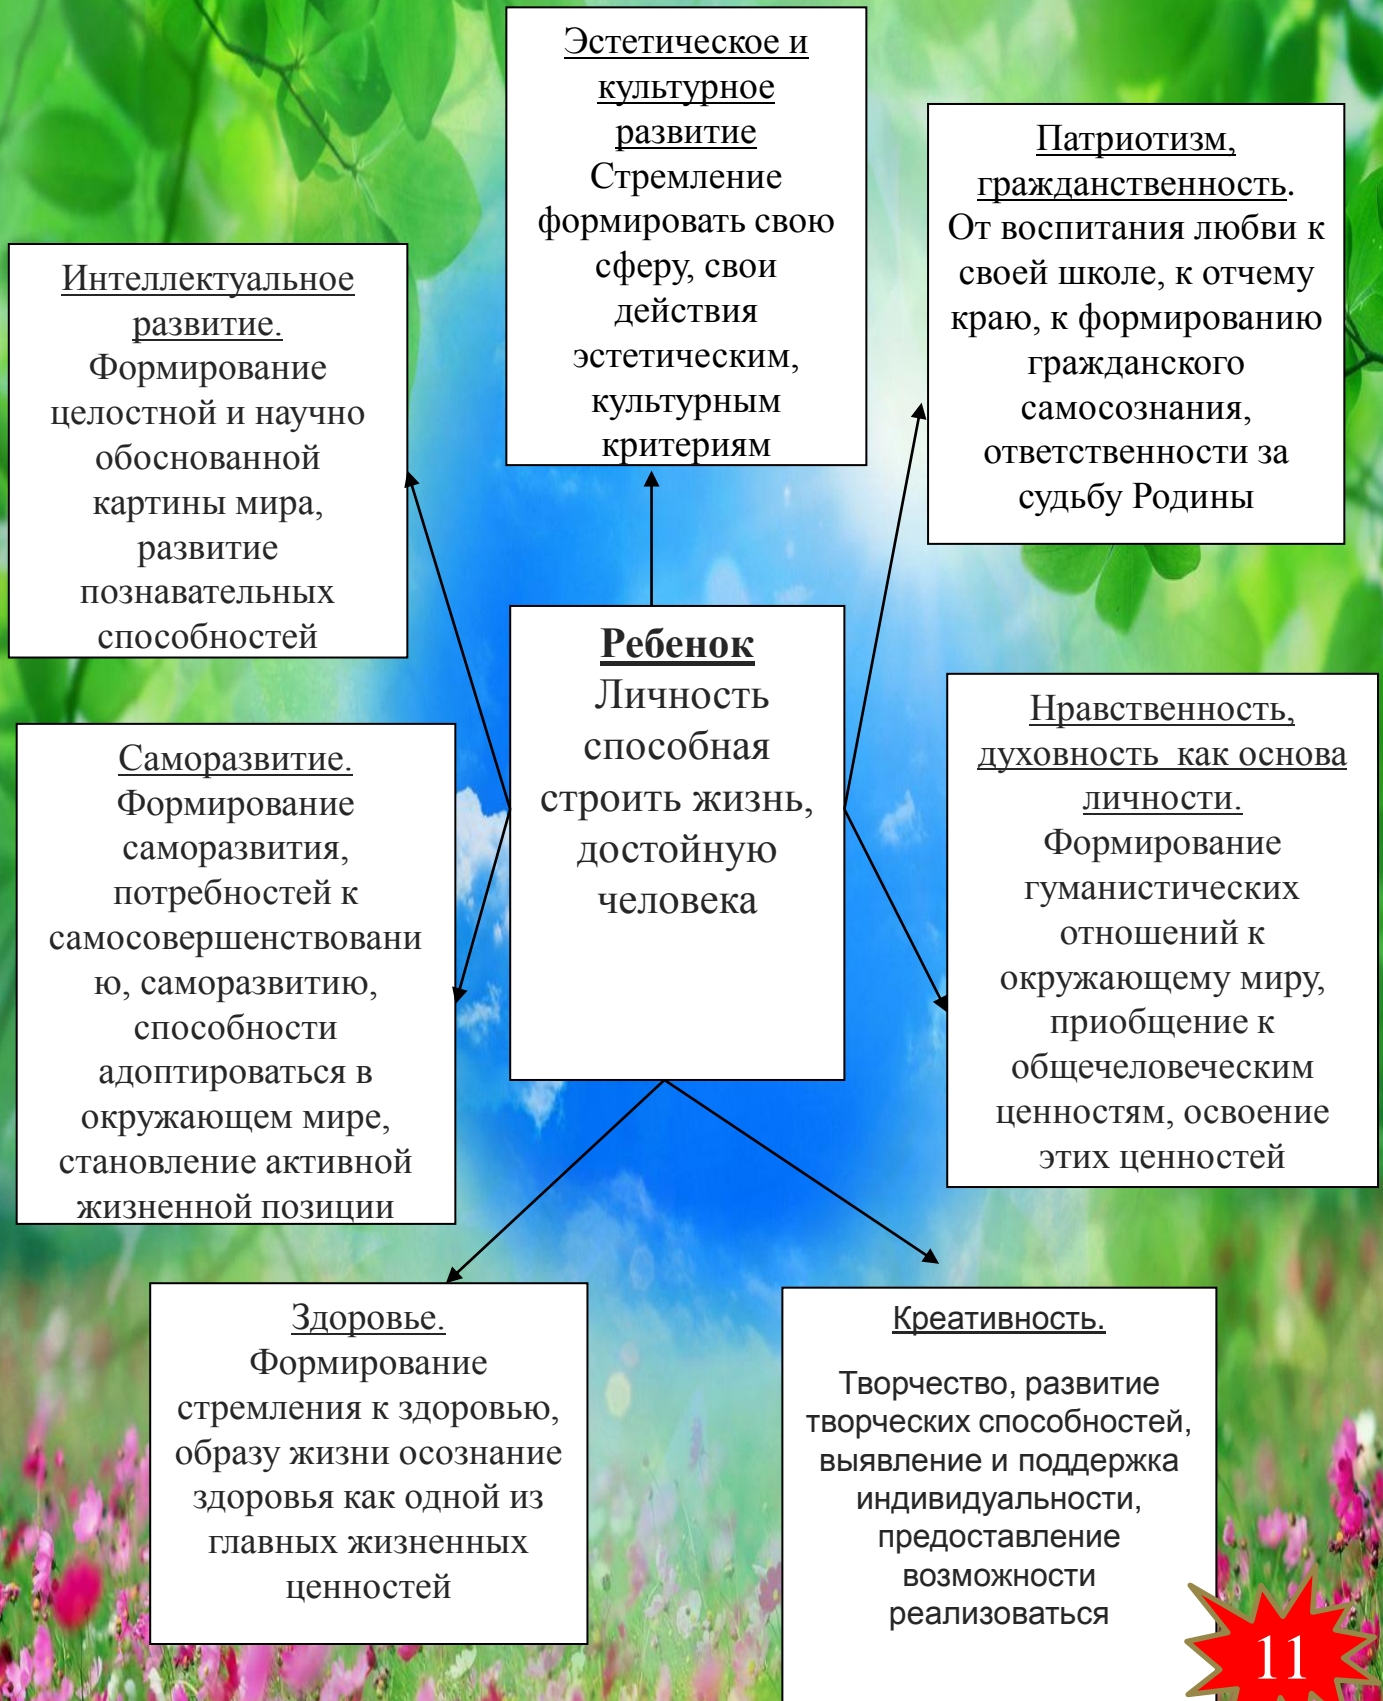 Эстетическое и
культурное
развитие
Стремление
формировать свою
сферу, свои
действия
эстетическим,
культурным
критериям
Патриотизм,
гражданственность.
От воспитания любви к
своей школе, к отчему
краю, к формированию
гражданского
самосознания,
ответственности за
судьбу Родины
Интеллектуальное
развитие.
Формирование
целостной и научно
обоснованной
картины мира,
развитие
познавательных
способностей
Ребенок
Личность
способная
строить жизнь,
достойную
человека
Нравственность,
духовность как основа
личности.
Формирование
гуманистических
отношений к
окружающему миру,
приобщение к
общечеловеческим
ценностям, освоение
этих ценностей
Саморазвитие.
Формирование
саморазвития,
потребностей к
самосовершенствовани
ю, саморазвитию,
способности
адоптироваться в
окружающем мире,
становление активной
жизненной позиции
Здоровье.
Формирование
стремления к здоровью,
образу жизни осознание
здоровья как одной из
главных жизненных
ценностей
Креативность.
Творчество, развитие
творческих способностей,
выявление и поддержка
индивидуальности,
предоставление
возможности
реализоваться
11